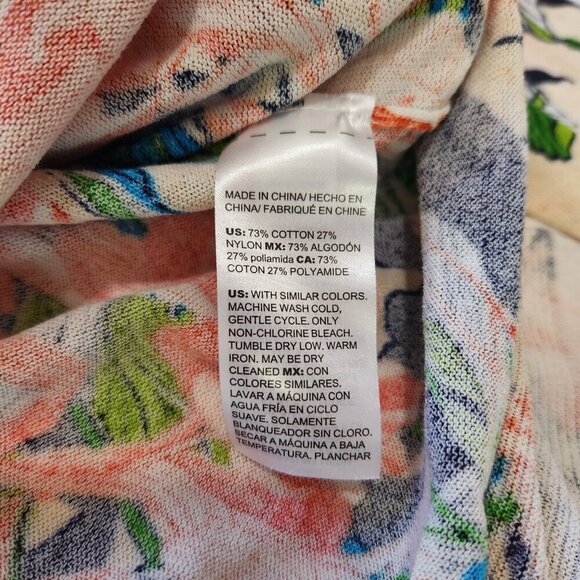 MADE IN CHINA/ HECHO EN
CHINA/ FABRIQUÉ EN CHINE
US: 73% COTTON 27%
NYLON MX: 73% ALGODÓN
27% poliamida CA: 73%
COTON 27% POLYAMIDE
US: WITH SIMILAR COLORS.
MACHINE WASH COLD,
GENTLE CYCLE. ONLY
NON-CHLORINE BLEACH.
TUMBLE DRY LOW. WARM
IRON. MAY BE DRY
CLEANED MX: CON
COLORES SIMILARES.
LAVAR A MÁQUINA CON
AGUA FRÍA EN CICLO
SUAVE. SOLAMENTE
BLANQUEADOR SIN CLORO.
SECAR A MÁQUINA A BAJA
TEMPERATURA. PLANCHAR